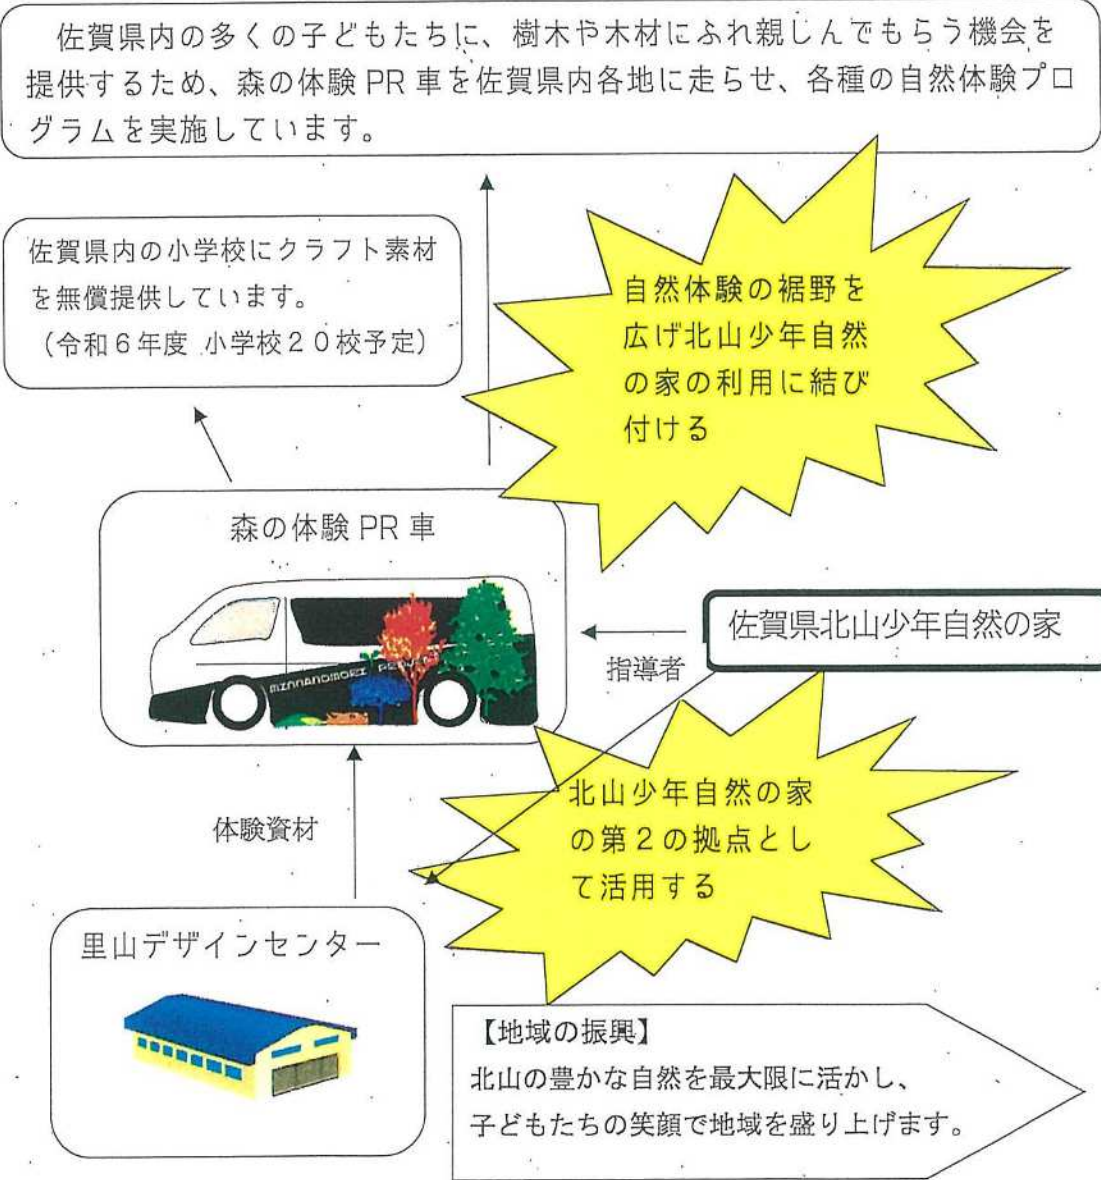 佐賀県内の多くの子どもたちに、樹木や木材にふれ親しんでもらう機会を
提供するため、森の体験PR車を佐賀県内各地に走らせ、各種の自然体験プロ
グラムを実施しています。
佐賀県内の小学校にクラフト素材
を無償提供しています。
（令和6年度 小学校20校予定）
自然体験の裾野を
広げ北山少年自然
の家の利用に結び
付ける
森の体験PR車
MINNANOMORI PROJECT
佐賀県北山少年自然の家
指導者
北山少年自然の家
の第2の拠点とし
て活用する
体験資材
里山デザインセンター
【地域の振興】
北山の豊かな自然を最大限に活かし、
子どもたちの笑顔で地域を盛り上げます。